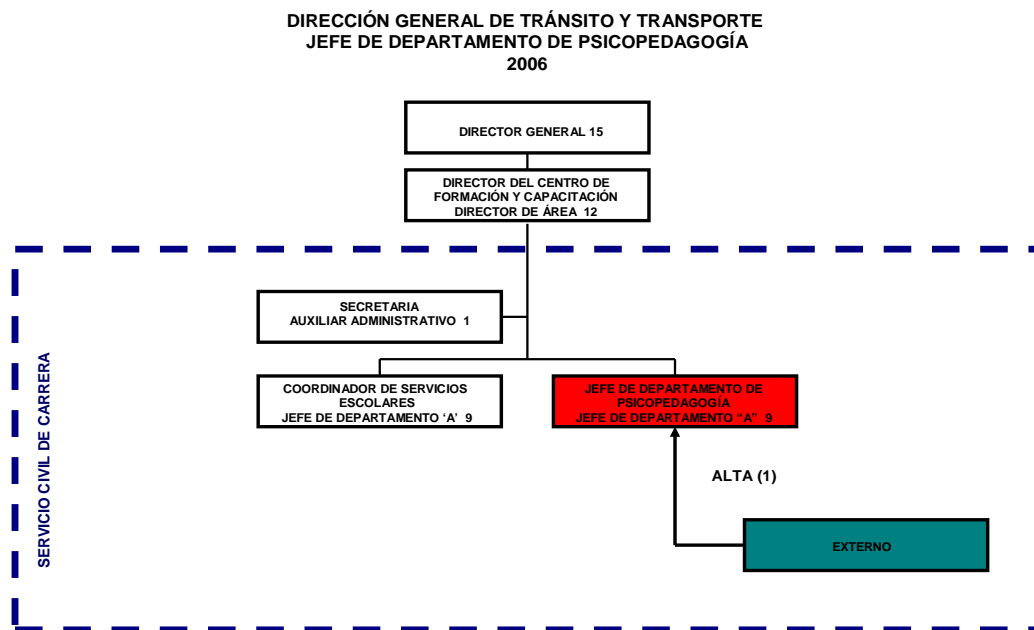 DIRECCIÓN GENERAL DE TRÁNSITO Y TRANSPORTE
JEFE DE DEPARTAMENTO DE PSICOPEDAGOGÍA
2006
DIRECTOR GENERAL 15
DIRECTOR DEL CENTRO DE
FORMACIÓN Y CAPACITACIÓN
DIRECTOR DE ÁREA 12
SERVICIO CIVIL DE CARRERA
SECRETARIA
AUXILIAR ADMINISTRATIVO 1
COORDINADOR DE SERVICIOS
ESCOLARES
JEFE DE DEPARTAMENTO ‘A’ 9
JEFE DE DEPARTAMENTO DE
PSICOPEDAGOGÍA
JEFE DE DEPARTAMENTO “A” 9
ALTA (1)
EXTERNO